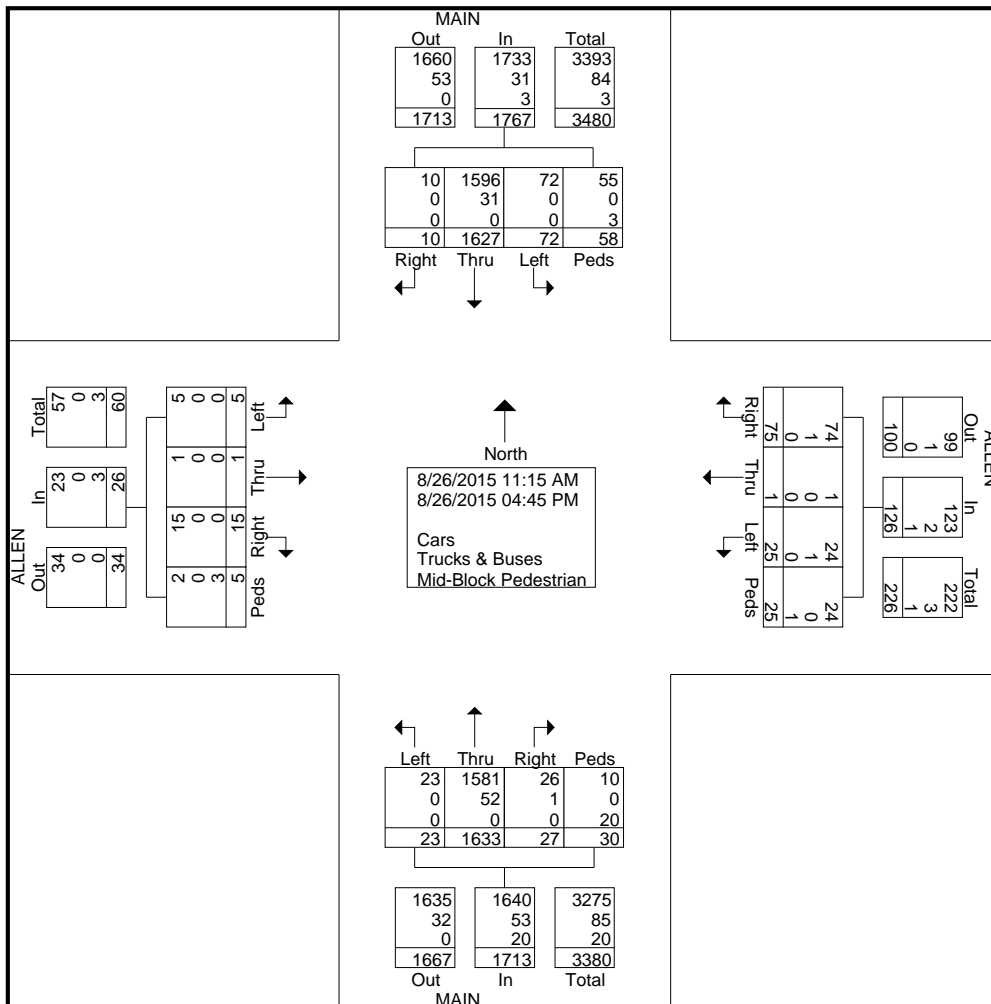 MAIN
Out In Total
1660 1733 3393
53 31 84
0 3 3
1713 1767 3480
10 1596 72 55
0 31 0 0
0 0 0 3
10 1627 72 58
Right Thru Left Peds
ALLEN
Total In Out
57 0 3 60
23 0 3 26
34 0 0 34
Left Thru Right Peds
5 0 0 5
1 0 0 1
15 0 0 15
2 0 3 5
North
8/26/2015 11:15 AM
8/26/2015 04:45 PM
Cars
Trucks & Buses
Mid-Block Pedestrian
Right Thru Left Peds
74 1 0 75
1 0 0 1
24 1 0 25
24 0 1 25
ALLEN
Out In Total
99 1 0 100
123 2 1 126
222 3 1 226
Left Thru Right Peds
23 1581 26 10
0 52 1 0
0 0 0 20
23 1633 27 30
1635 1640 3275
32 53 85
0 20 20
1667 1713 3380
Out In Total
MAIN